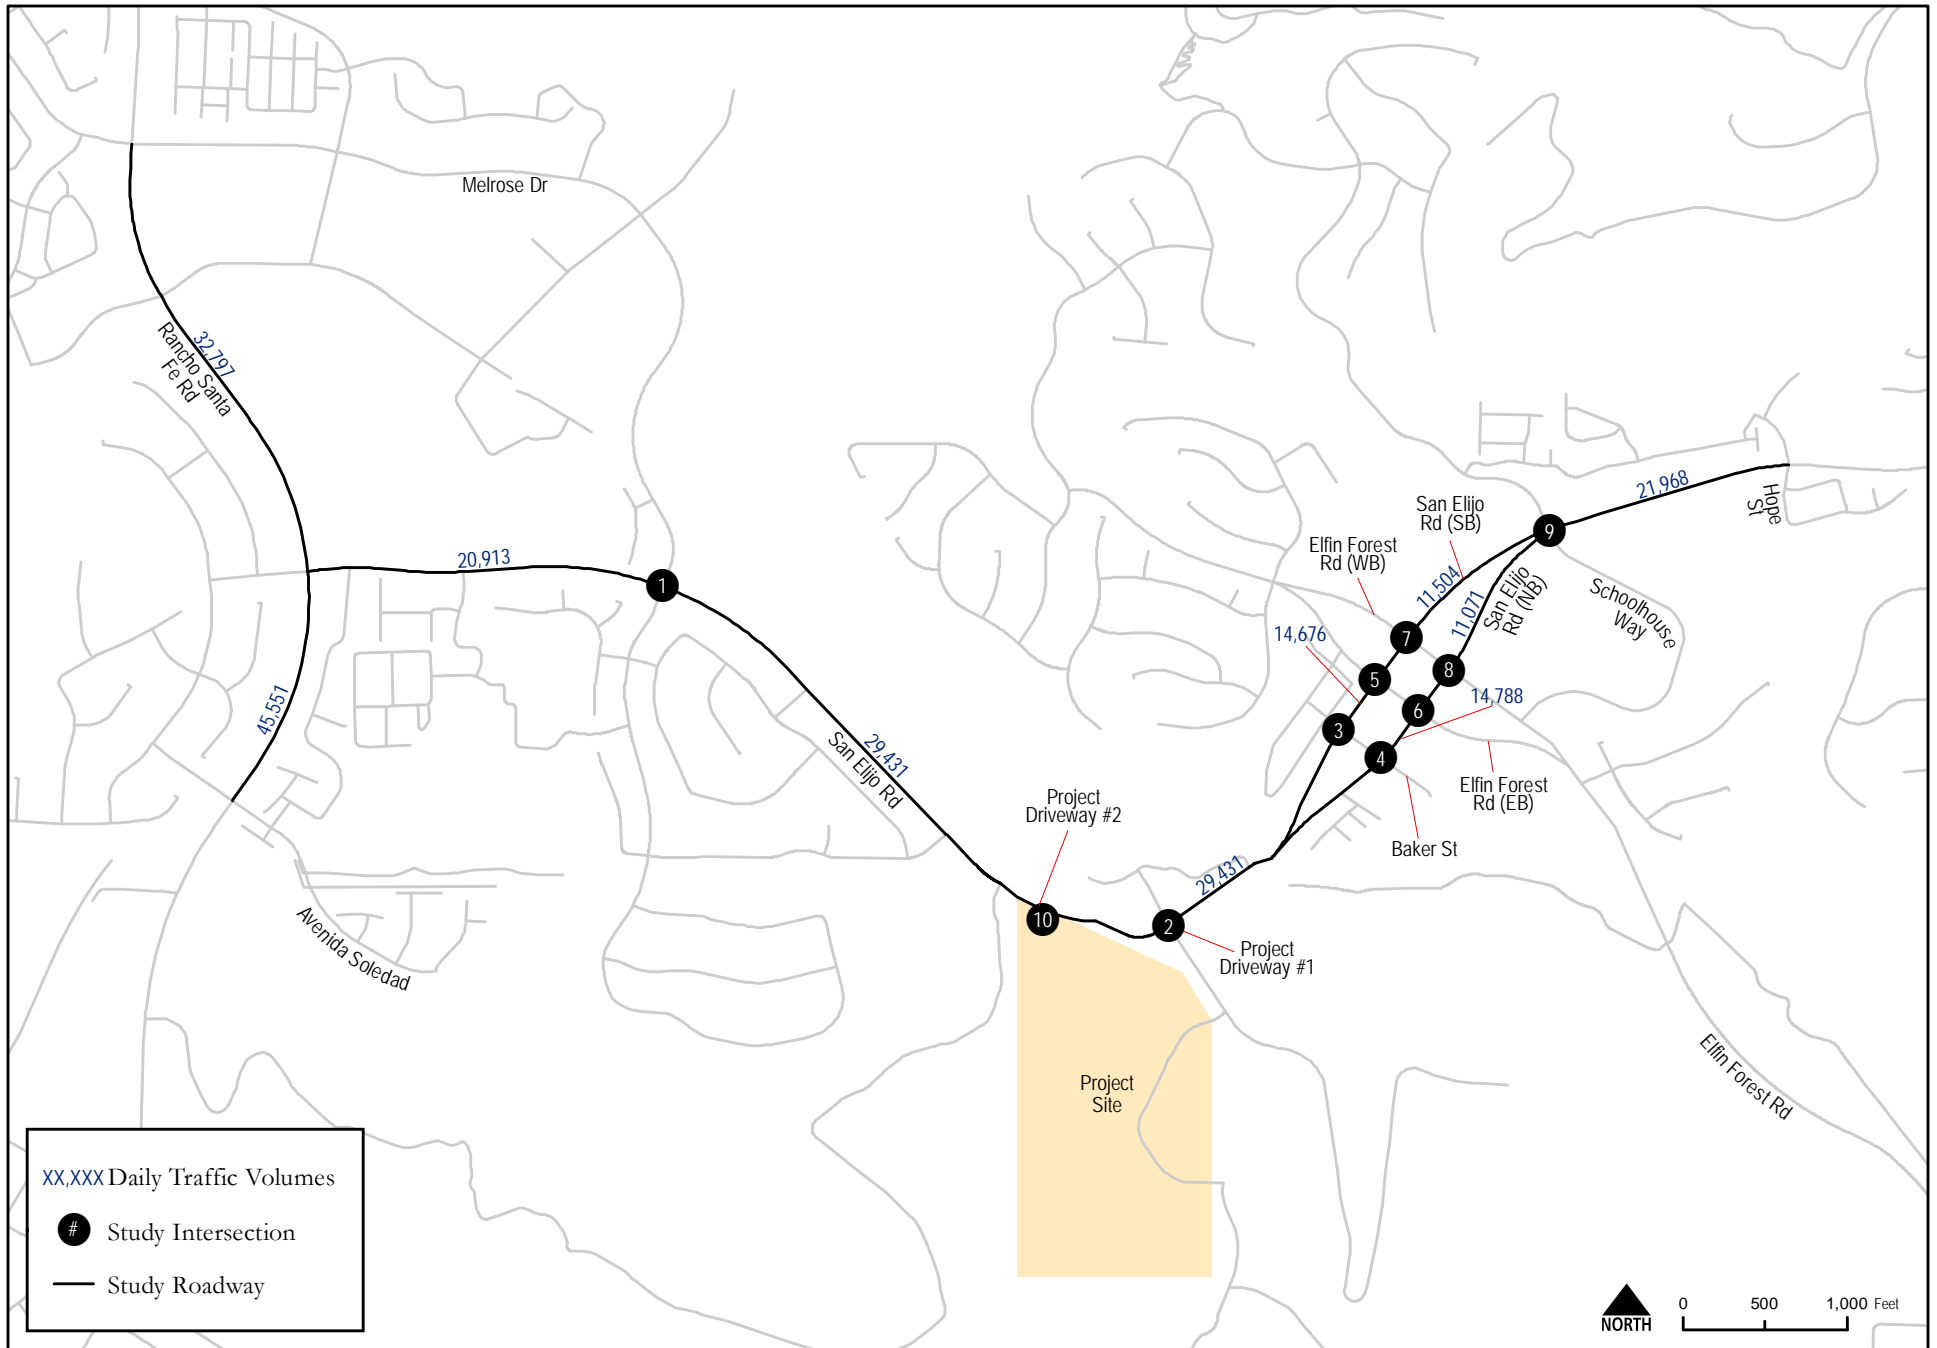 Melrose Dr
32,797
Rancho Santa
Fe Rd
20,913
1
45,551
29,431
San Elijo Rd
Avenida Soledad
Project
Driveway #2
10
2
Project
Driveway #1
29,431
Project
Site
San Elijo
Rd (SB)
Elfin Forest
Rd (WB)
21,968
Hope
St
9
11,504
11,071
San Elijo
Rd (NB)
Schoolhouse
Way
14,676
7
8
5
6
14,788
3
4
Elfin Forest
Rd (EB)
Baker St
Elfin Forest Rd
XX,XXX Daily Traffic Volumes
# Study Intersection
Study Roadway
NORTH
0 500 1,000 Feet